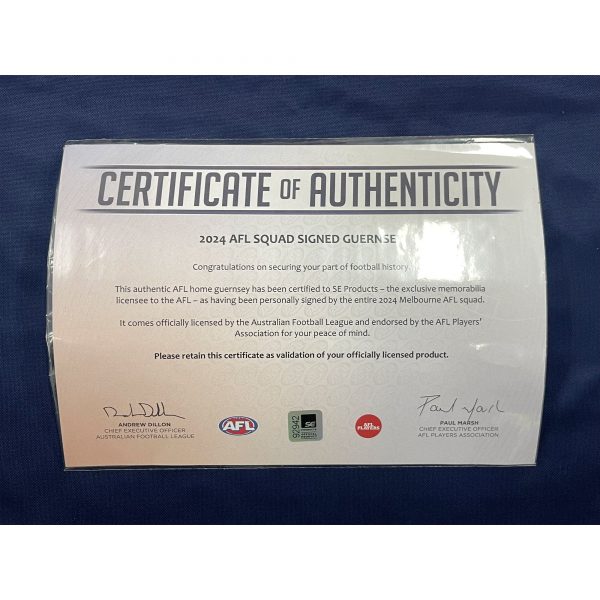 CERTIFICATE OF AUTHENTICITY
2024 AFL SQUAD SIGNED GUERNSE
Congratulations on securing your part of football history.
This authentic AFL home guernsey has been certified to SE Products – the exclusive memorabilia
licensee to the AFL – as having been personally signed by the entire 2024 Melbourne AFL squad.
It comes officially licensed by the Australian Football League and endorsed by the AFL Players'
Association for your peace of mind.
Please retain this certificate as validation of your officially licensed product.
ANDREW DILLON
CHIEF EXECUTIVE OFFICER
AUSTRALIAN FOOTBALL LEAGUE
AFL
92942
SE
AFL
PLAYERS
PAUL MARSH
CHIEF EXECUTIVE OFFICER
AFL PLAYERS ASSOCIATION